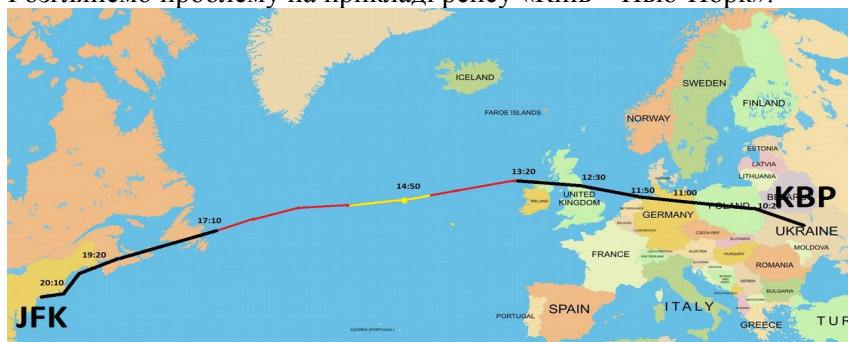 Розглянемо проблему на прикладі рейсу «Київ - Нью-Йорк».
ICELAND
SWEDEN
FINLAND
FAROE ISLANDS
NORWAY
ESTONIA
LATVIA
LITHUANIA
13:20
12:30
14:50
11:50
11:00
10:2
KBP
UNITED
KINGDOM
IRELAND
POLAND
GERMANY
UKRAINE
17:10
CZECH REP
SLOVAKIA
MOLDOVA
FRANCE
AUSTRIA
HUNGARY
ROMANIA
19:20
SERBIA
BULGARIA
20:10
ITALY
JFK
PORTUGAL
SPAIN
GREECE
TUR
AZORES (PORTUGAL)